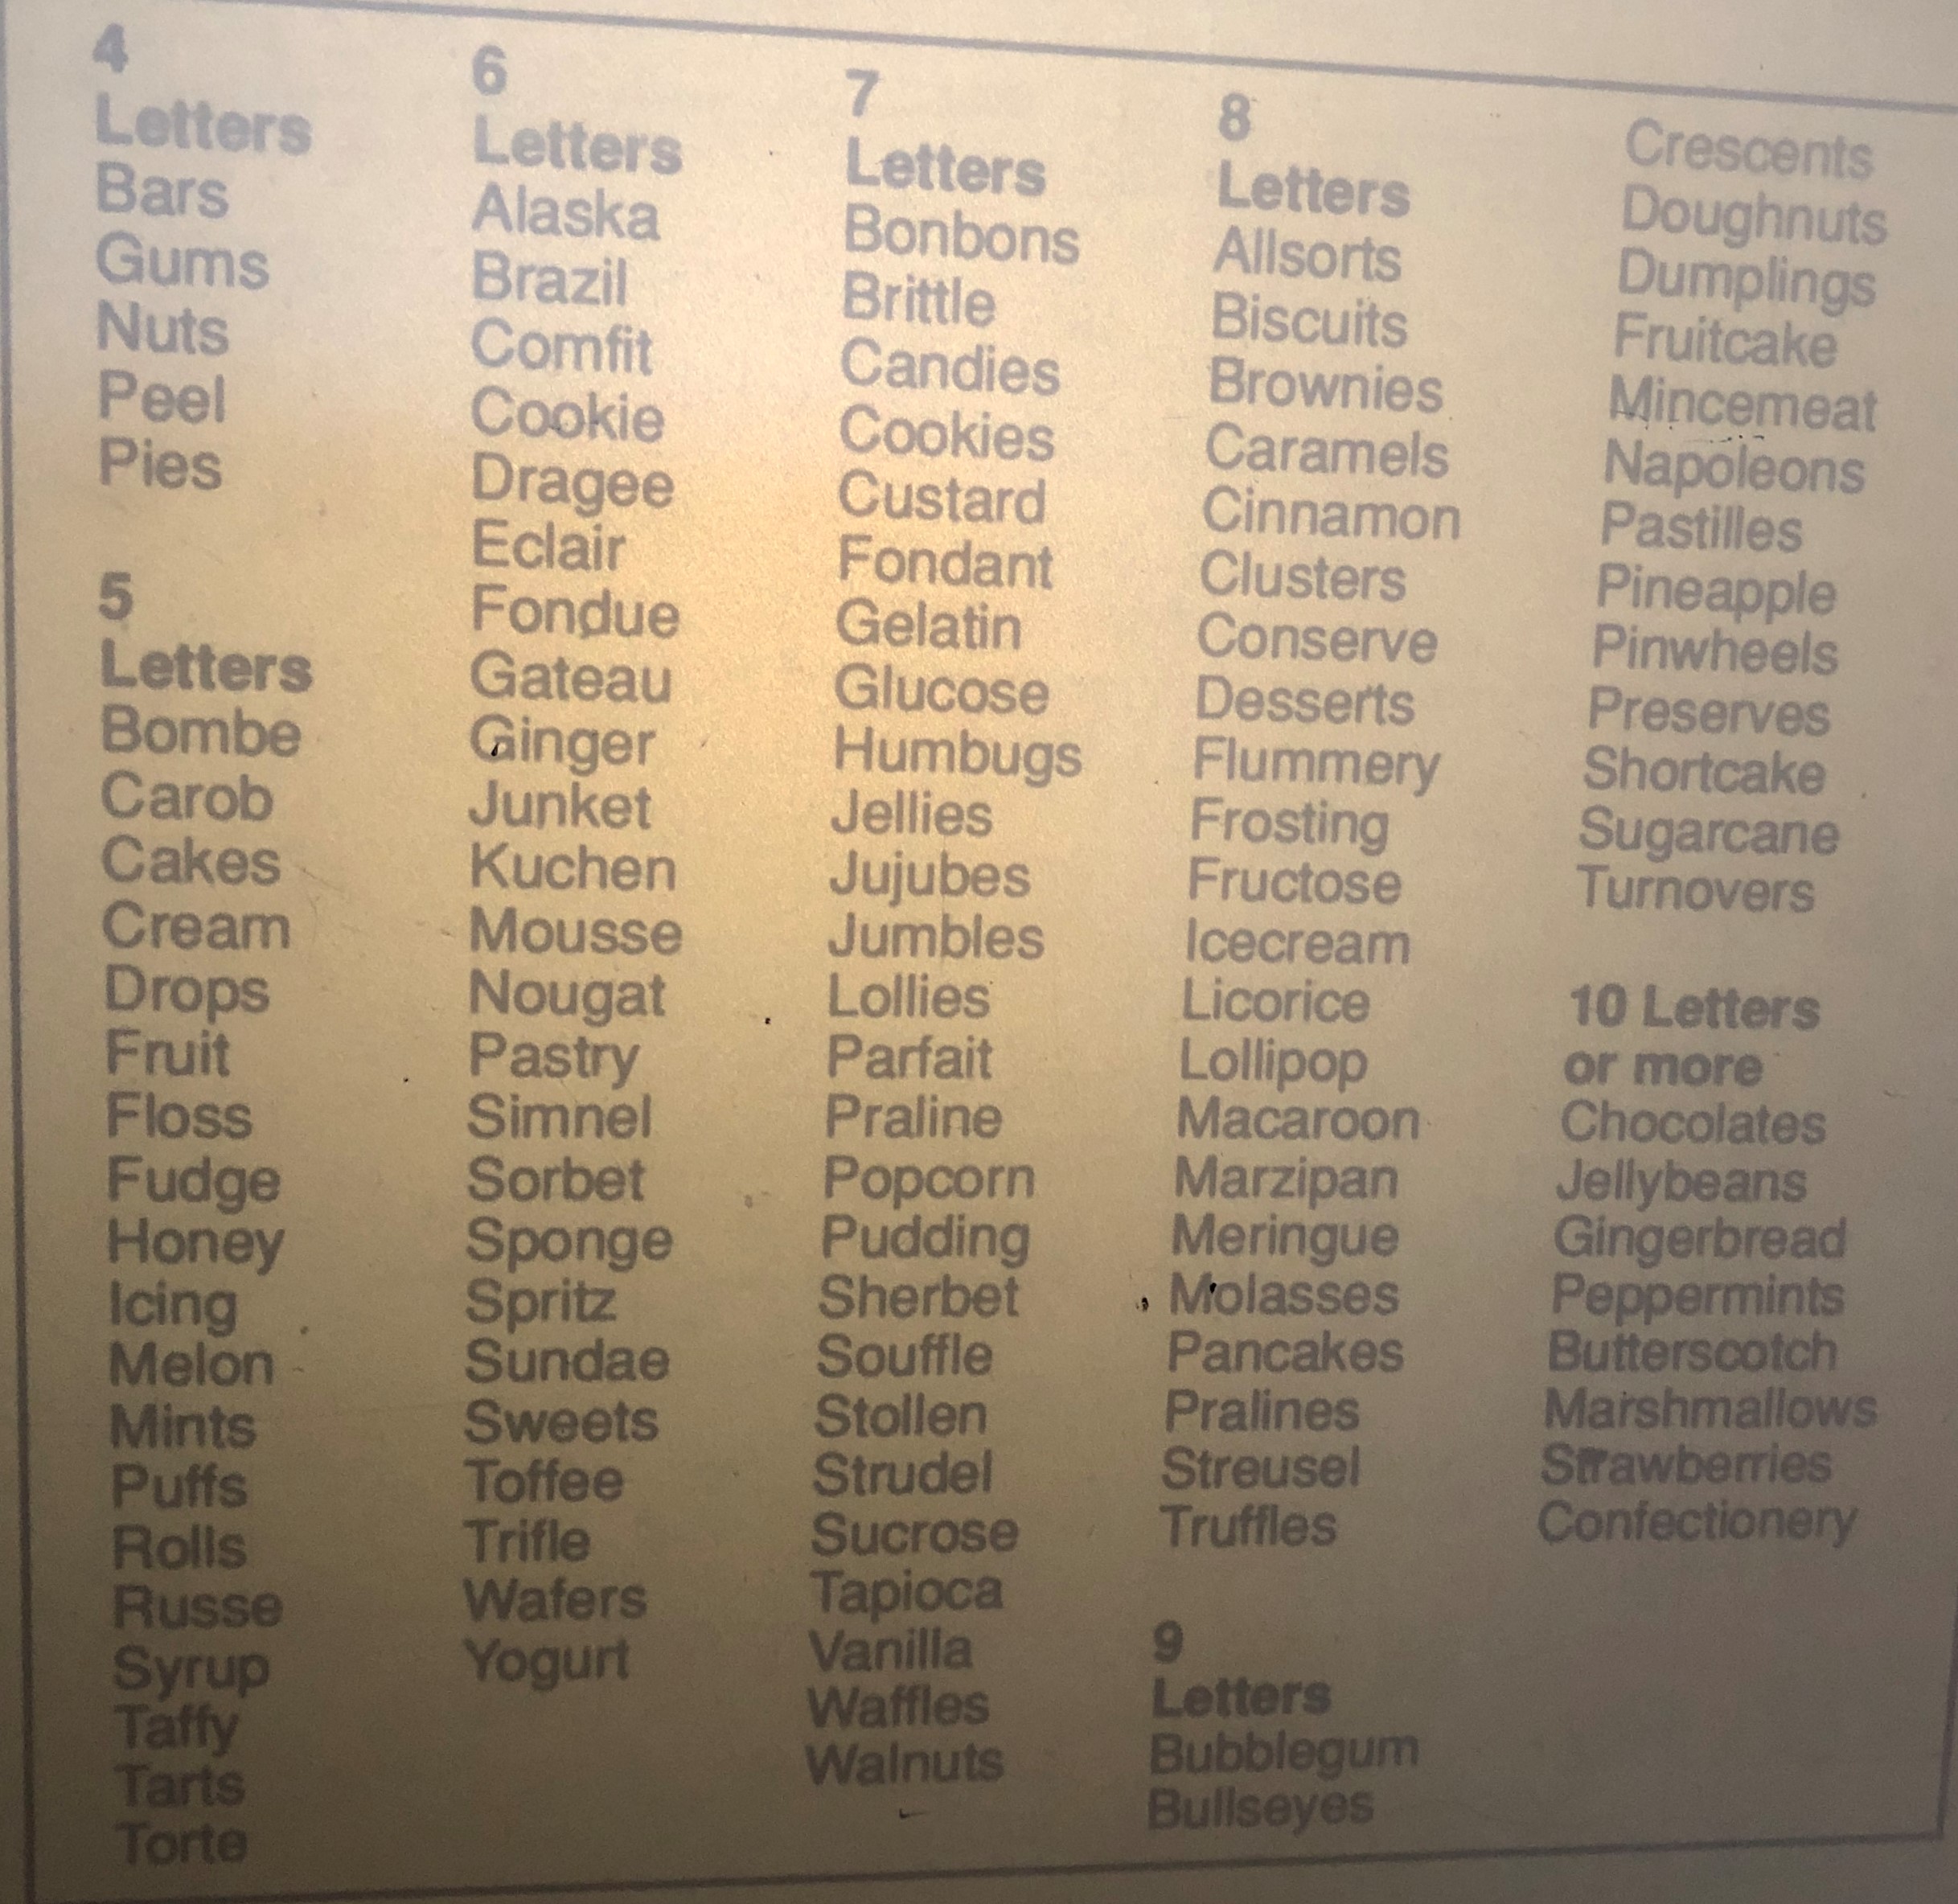 4
Letters
Bars
Gums
Nuts
Peel
Pies
5
Letters
Bombe
Carob
Cakes
Cream
Drops
Fruit
Floss
Fudge
Honey
Icing
Melon
Mints
Puffs
Rolls
Russe
Syrup
Taffy
Tarts
Torte
6
Letters
Alaska
Brazil
Comfit
Cookie
Dragee
Eclair
Fondue
Gateau
Ginger
Junket
Kuchen
Mousse
Nougat
Pastry
Simnel
Sorbet
Sponge
Spritz
Sundae
Sweets
Toffee
Trifle
Wafers
Yogurt
7
Letters
Bonbons
Brittle
Candies
Cookies
Custard
Fondant
Gelatin
Glucose
Humbugs
Jellies
Jujubes
Jumbles
Lollies
Parfait
Praline
Popcorn
Pudding
Sherbet
Souffle
Stollen
Strudel
Sucrose
Tapioca
Vanilla
Waffles
Walnuts
8
Letters
Allsorts
Biscuits
Brownies
Caramels
Cinnamon
Clusters
Conserve
Desserts
Flummery
Frosting
Fructose
Icecream
Licorice
Lollipop
Macaroon
Marzipan
Meringue
Molasses
Pancakes
Pralines
Streusel
Truffles
9
Letters
Bubblegum
Bullseyes
Crescents
Doughnuts
Dumplings
Fruitcake
Mincemeat
Napoleons
Pastilles
Pineapple
Pinwheels
Preserves
Shortcake
Sugarcane
Turnovers
10 Letters
or more
Chocolates
Jellybeans
Gingerbread
Peppermints
Butterscotch
Marshmallows
Strawberries
Confectionery